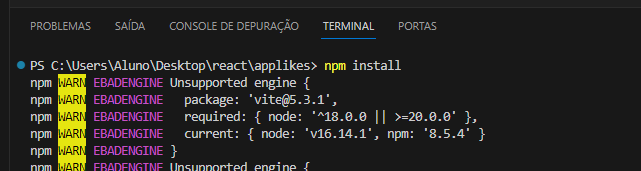 PROBLEMAS SAÍDA CONSOLE DE DEPURAÇÃO TERMINAL PORTAS
PS C:\Users\Aluno\Desktop\react\applikes> npm install
npm WARN EBADENGINE Unsupported engine {
npm WARN EBADENGINE   package: 'vite@5.3.1',
npm WARN EBADENGINE   required: { node: '^18.0.0 || >=20.0.0' },
npm WARN EBADENGINE   current: { node: 'v16.14.1', npm: '8.5.4' }
npm WARN EBADENGINE }
npm WARN EBADENGINE Unsupported engine {